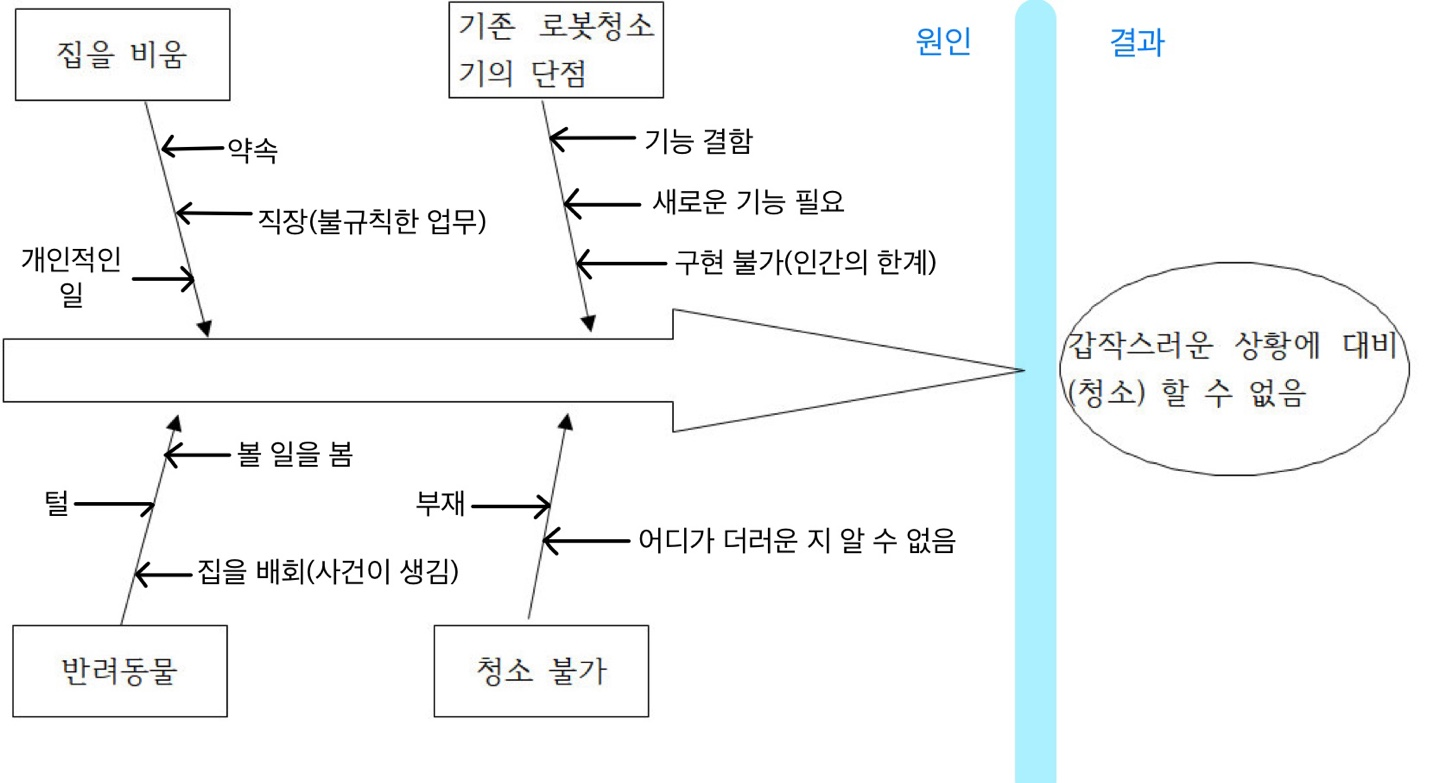 집을 비움
기존 로봇청소
기의 단점
원인
결과
약속
직장(불규칙한 업무)
개인적인
일
기능 결함
새로운 기능 필요
구현 불가(인간의 한계)
갑작스러운 상황에 대비
(청소) 할 수 없음
볼 일을 봄
털
집을 배회(사건이 생김)
부재
어디가 더러운 지 알 수 없음
반려동물
청소 불가